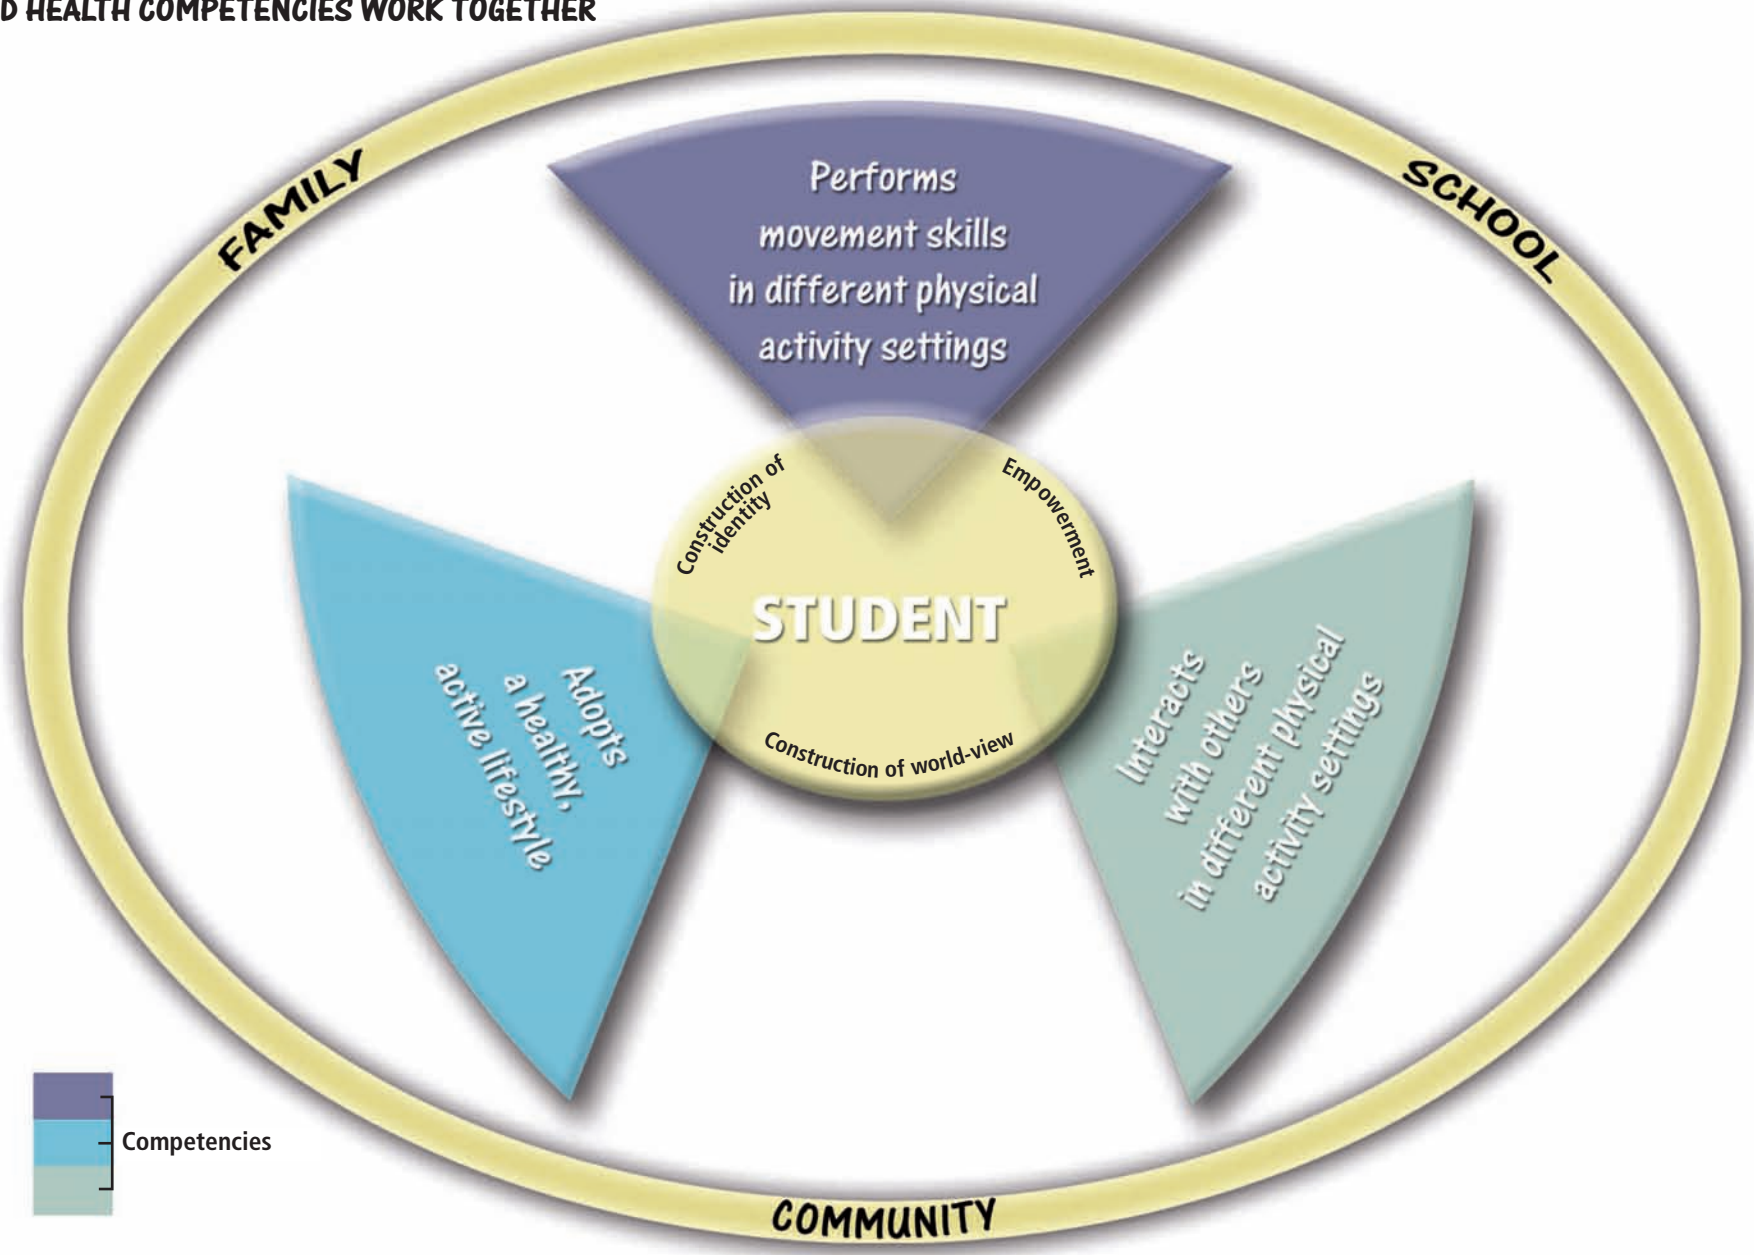 D HEALTH COMPETENCIES WORK TOGETHER
FAMILY
SCHOOL
Performs
movement skills
in different physical
activity settings
Construction of
identity
Empowerment
STUDENT
Construction of world-view
Adopts
a healthy,
active lifestyle
Interacts
with others
in different physical
activity settings
Competencies
COMMUNITY